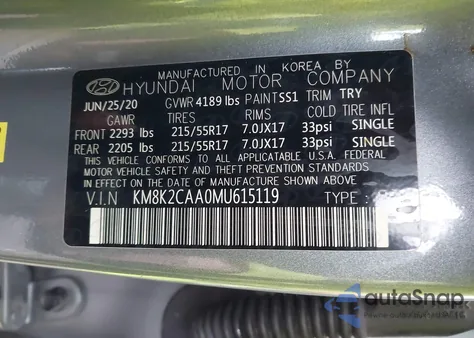 MANUFACTURED IN KOREA BY
HYUNDAI MOTOR COMPANY
JUN/25/20 GVWR 4189 lbs PAINT SS1 TRIM TRY
GAWR TIRES RIMS COLD TIRE INFL
FRONT 2293 lbs 215/55R17 7.0JX17 33psi SINGLE
REAR 2205 lbs 215/55R17 7.0JX17 33psi SINGLE
THIS VEHICLE CONFORMS TO ALL APPLICABLE U.S.A. FEDERAL
MOTOR VEHICLE SAFETY AND THEFT PREVENTION STANDARDS
IN EFFECT ON THE DATE OF MANUFACTURE SHOWN ABOVE.
V.I.N KM8K2CAA0MU615119 TYPE :
autoSnap